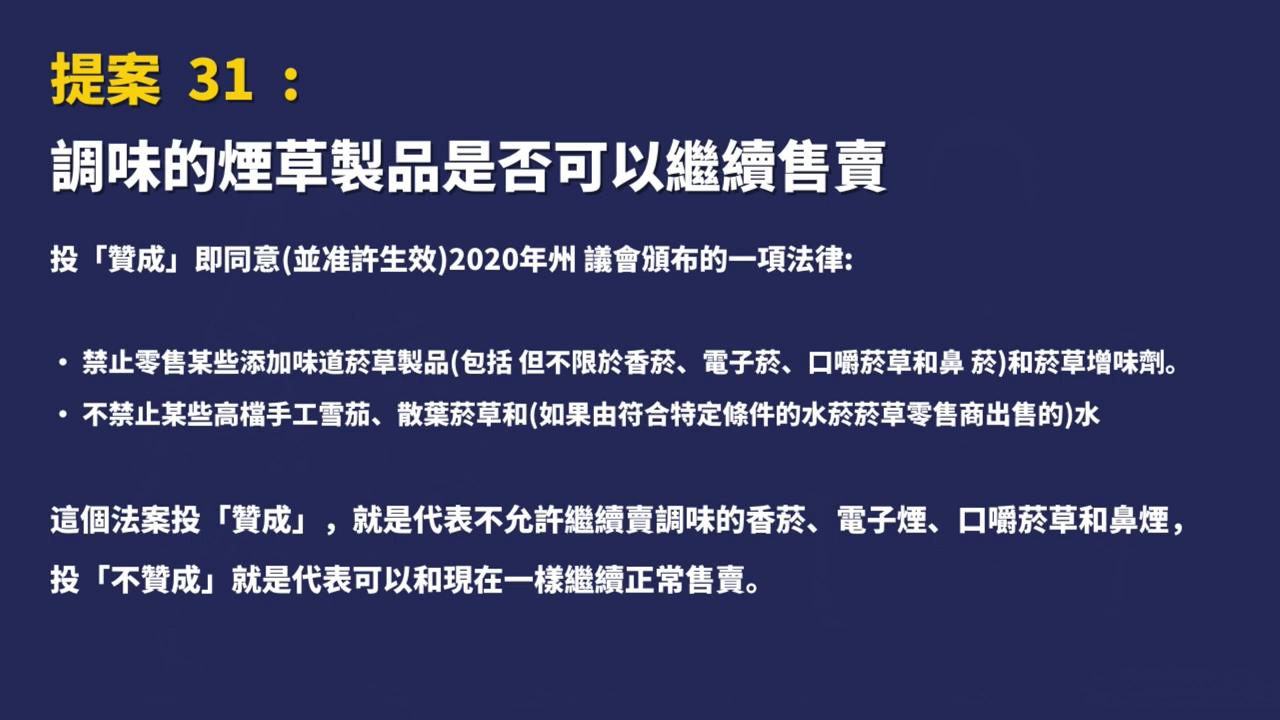 提案 31 :
調味的煙草製品是否可以繼續售賣
投「贊成」即同意(並准許生效)2020年州 議會頒布的一項法律:
• 禁止零售某些添加味道菸草製品(包括 但不限於香菸、電子菸、口嚼菸草和鼻 菸)和菸草增味劑。
• 不禁止某些高檔手工雪茄、散葉菸草和(如果由符合特定條件的水菸菸草零售商出售的)水
這個法案投「贊成」，就是代表不允許繼續賣調味的香菸、電子煙、口嚼菸草和鼻煙，
投「不贊成」就是代表可以和現在一樣繼續正常售賣。